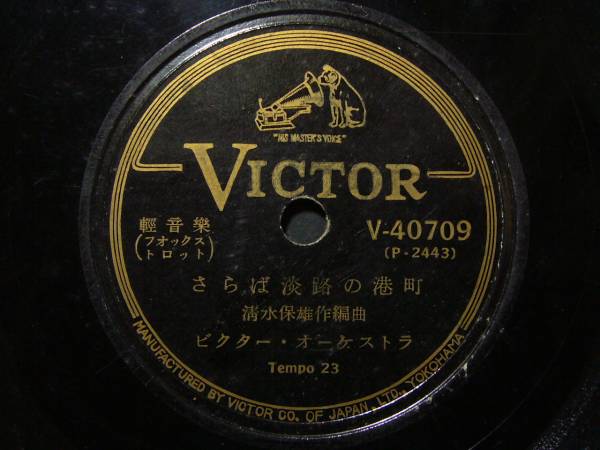 "HIS MASTER'S VOICE"
VICTOR
輕音樂
(フォックス
トロット)
V-40709
(P-2443)
さらば淡路の港町
清水保雄作編曲
ビクター・オーケストラ
Tempo 23
MANUFACTURED BY VICTOR CO. OF JAPAN, LTD., YOKOHAMA